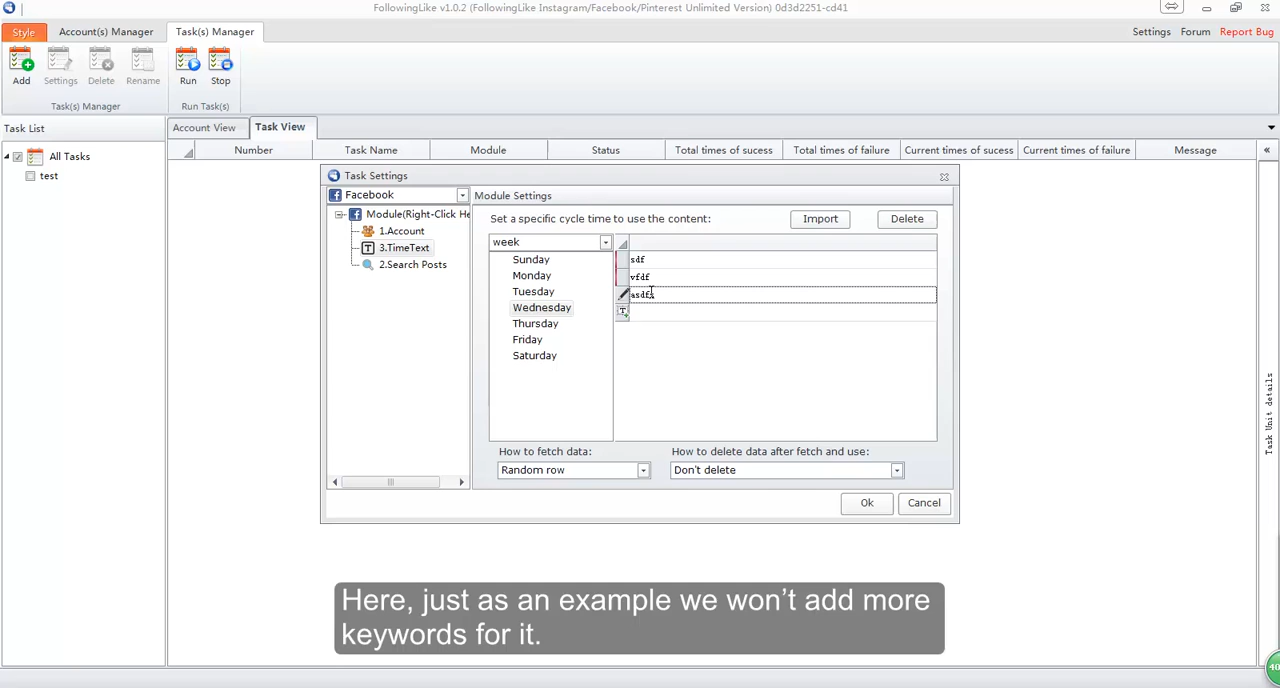 FollowingLike v1.0.2 (FollowingLike Instagram/Facebook/Pinterest Unlimited Version) 0d3d2251-cd41
Style
Account(s) Manager
Task(s) Manager
Settings
Forum
Report Bug
Add
Settings
Delete
Rename
Run
Stop
Task(s) Manager
Run Task(s)
Task List
Account View
Task View
All Tasks
test
Number
Task Name
Module
Status
Total times of sucess
Total times of failure
Current times of sucess
Current times of failure
Message
«
Task Settings
Facebook
Module Settings
Module(Right-Click He
1.Account
3.TimeText
2.Search Posts
Set a specific cycle time to use the content:
Import
Delete
week
Sunday
Monday
Tuesday
Wednesday
Thursday
Friday
Saturday
sdf
vfdf
How to fetch data:
How to delete data after fetch and use:
Random row
Don't delete
Ok
Cancel
Task Unit details
Here, just as an example we won't add more
keywords for it.
40